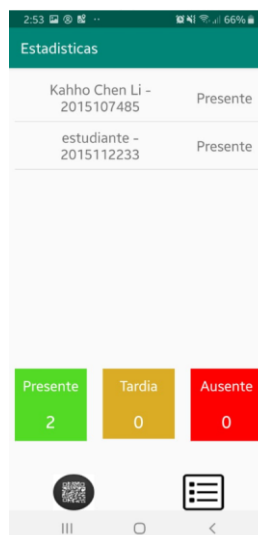 2:53 66%
Estadisticas
Kahho Chen Li -
2015107485
Presente
estudiante -
2015112233
Presente
Presente Tardia Ausente
2 0 0